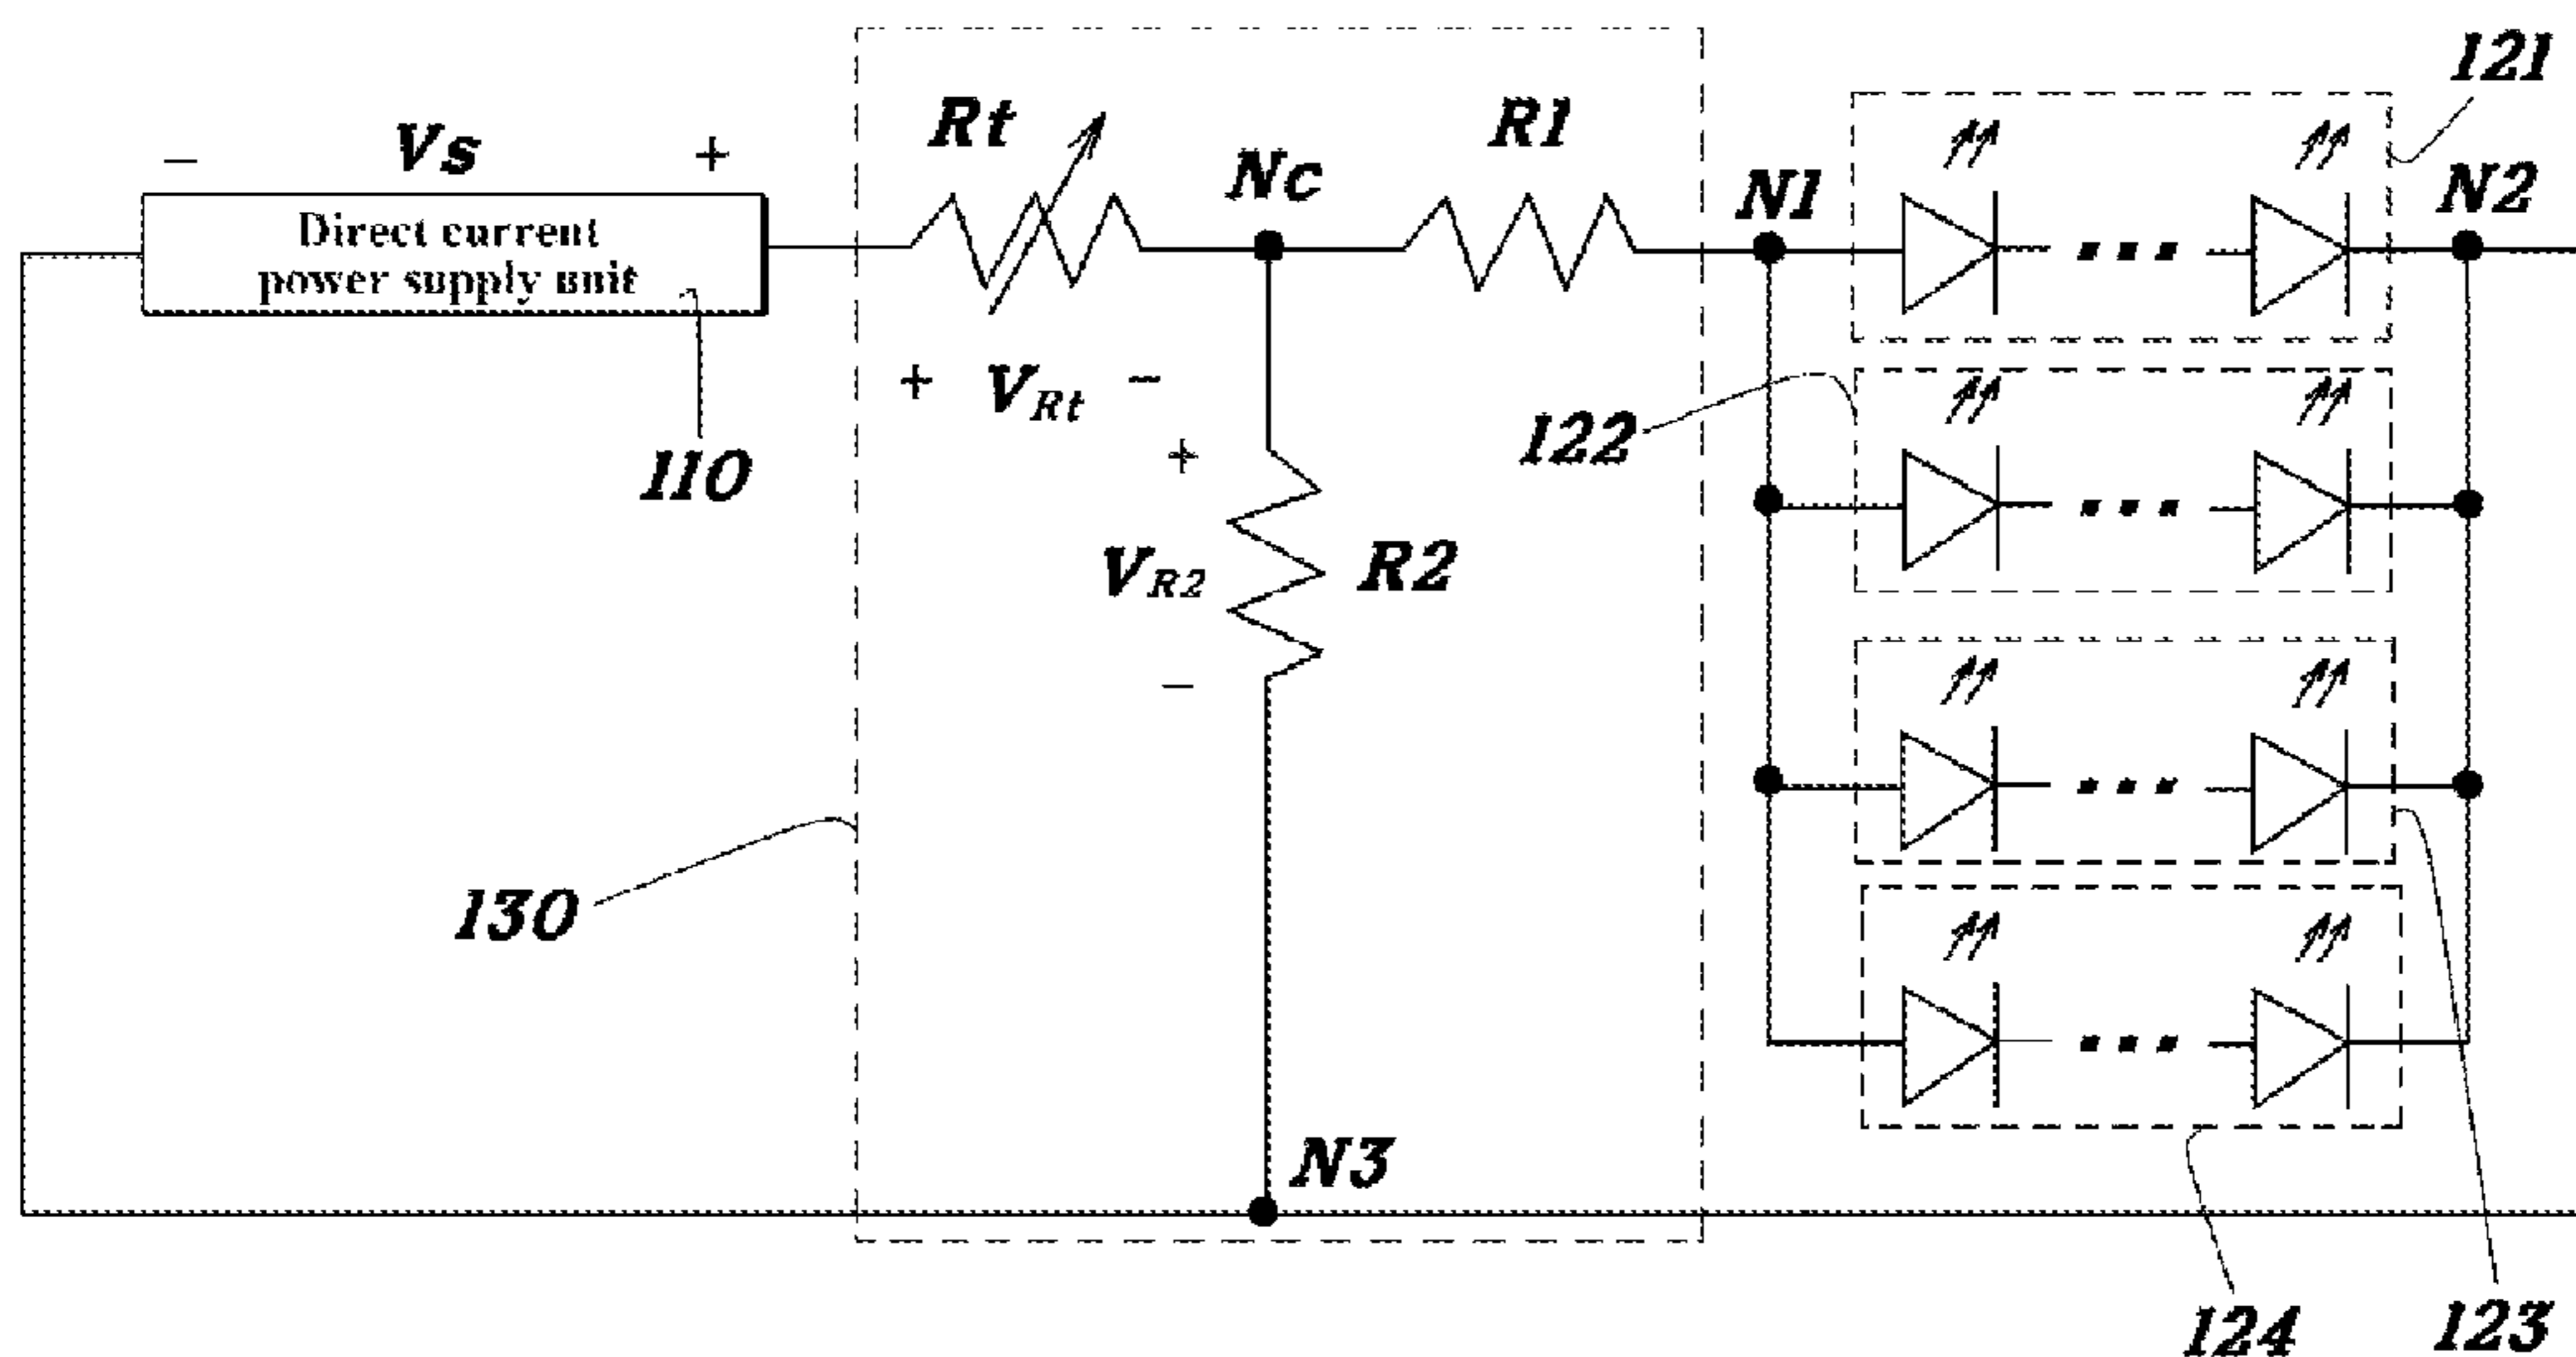 121
Rt
R1
− Vs +
Nc
N1
N2
Direct current
power supply unit
+ VRt −
122
110
+
VR2
R2
−
130
N3
124
123